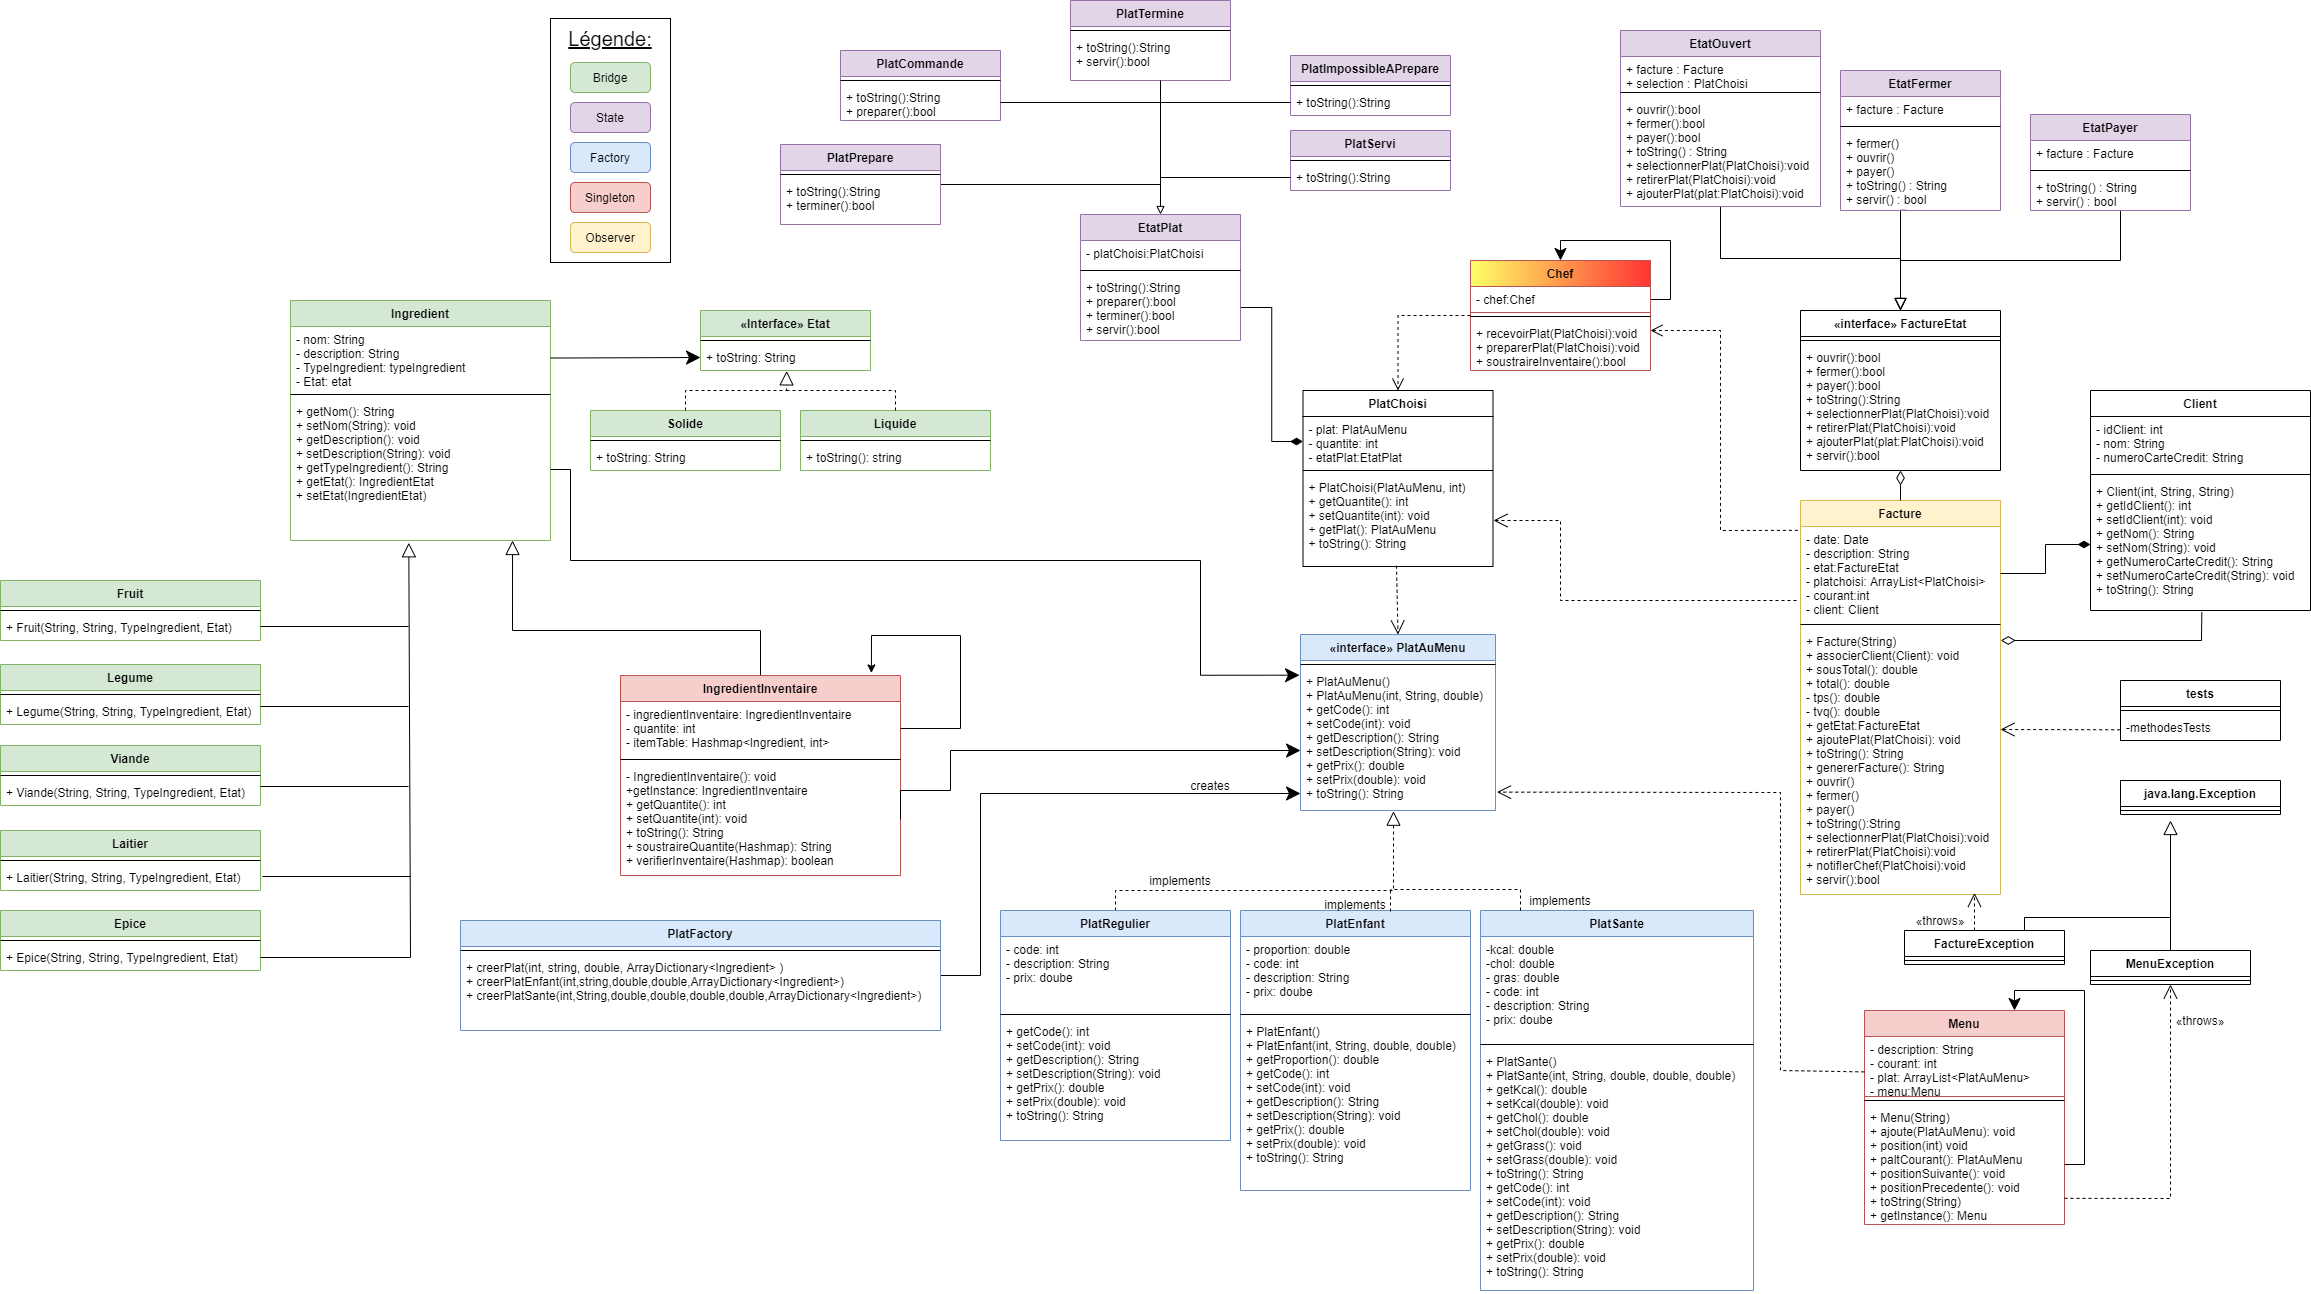 Légende:
Bridge
State
Factory
Singleton
Observer
PlatTermine
+ toString():String
+ servir():bool
PlatCommande
+ toString():String
+ preparer():bool
PlatImpossibleAPrepare
+ toString():String
PlatPrepare
+ toString():String
+ terminer():bool
PlatServi
+ toString():String
EtatPlat
- platChoisi:PlatChoisi
+ toString():String
+ preparer():bool
+ terminer():bool
+ servir():bool
EtatOuvert
+ facture : Facture
+ selection : PlatChoisi
+ ouvrir():bool
+ fermer():bool
+ payer():bool
+ toString() : String
+ selectionnerPlat(PlatChoisi):void
+ retirerPlat(PlatChoisi):void
+ ajouterPlat(plat:PlatChoisi):void
EtatFermer
+ facture : Facture
+ fermer()
+ ouvrir()
+ payer()
+ toString() : String
+ servir() : bool
EtatPayer
+ facture : Facture
+ toString() : String
+ servir() : bool
Chef
- chef:Chef
+ recevoirPlat(PlatChoisi):void
+ preparerPlat(PlatChoisi):void
+ soustraireInventaire():bool
«interface» FactureEtat
+ ouvrir():bool
+ fermer():bool
+ payer():bool
+ toString():String
+ selectionnerPlat(PlatChoisi):void
+ retirerPlat(PlatChoisi):void
+ ajouterPlat(plat:PlatChoisi):void
+ servir():bool
Ingredient
- nom: String
- description: String
- TypeIngredient: typeIngredient
- Etat: etat
+ getNom(): String
+ setNom(String): void
+ getDescription(): void
+ setDescription(String): void
+ getTypeIngredient(): String
+ getEtat(): IngredientEtat
+ setEtat(IngredientEtat)
«Interface» Etat
+ toString: String
Solide
+ toString: String
Liquide
+ toString(): string
PlatChoisi
- plat: PlatAuMenu
- quantite: int
- etatPlat:EtatPlat
+ PlatChoisi(PlatAuMenu, int)
+ getQuantite(): int
+ setQuantite(int): void
+ getPlat(): PlatAuMenu
+ toString(): String
Client
- idClient: int
- nom: String
- numeroCarteCredit: String
+ Client(int, String, String)
+ getIdClient(): int
+ setIdClient(int): void
+ getNom(): String
+ setNom(String): void
+ getNumeroCarteCredit(): String
+ setNumeroCarteCredit(String): void
+ toString(): String
Facture
- date: Date
- description: String
- etat:FactureEtat
- platchoisi: ArrayList<PlatChoisi>
- courant:int
- client: Client
+ Facture(String)
+ associerClient(Client): void
+ sousTotal(): double
+ total(): double
- tps(): double
- tvq(): double
+ getEtat:FactureEtat
+ ajoutePlat(PlatChoisi): void
+ toString(): String
+ genererFacture(): String
+ ouvrir()
+ fermer()
+ payer()
+ toString():String
+ selectionnerPlat(PlatChoisi):void
+ retirerPlat(PlatChoisi):void
+ notifierChef(PlatChoisi):void
+ servir():bool
Fruit
+ Fruit(String, String, TypeIngredient, Etat)
Legume
+ Legume(String, String, TypeIngredient, Etat)
Viande
+ Viande(String, String, TypeIngredient, Etat)
Laitier
+ Laitier(String, String, TypeIngredient, Etat)
Epice
+ Epice(String, String, TypeIngredient, Etat)
IngredientInventaire
- ingredientInventaire: IngredientInventaire
- quantite: int
- itemTable: Hashmap<Ingredient, int>
- IngredientInventaire(): void
+getInstance: IngredientInventaire
+ getQuantite(): int
+ setQuantite(int): void
+ toString(): String
+ soustraireQuantite(Hashmap): String
+ verifierInventaire(Hashmap): boolean
«interface» PlatAuMenu
+ PlatAuMenu()
+ PlatAuMenu(int, String, double)
+ getCode(): int
+ setCode(int): void
+ getDescription(): String
+ setDescription(String): void
+ getPrix(): double
+ setPrix(double): void
+ toString(): String
creates
tests
-methodesTests
java.lang.Exception
implements
implements
implements
PlatFactory
+ creerPlat(int, string, double, ArrayDictionary<Ingredient> )
+ creerPlatEnfant(int,string,double,double,ArrayDictionary<Ingredient>)
+ creerPlatSante(int,String,double,double,double,double,ArrayDictionary<Ingredient>)
PlatRegulier
- code: int
- description: String
- prix: doube
+ getCode(): int
+ setCode(int): void
+ getDescription(): String
+ setDescription(String): void
+ getPrix(): double
+ setPrix(double): void
+ toString(): String
PlatEnfant
- proportion: double
- code: int
- description: String
- prix: doube
+ PlatEnfant()
+ PlatEnfant(int, String, double, double)
+ getProportion(): double
+ getCode(): int
+ setCode(int): void
+ getDescription(): String
+ setDescription(String): void
+ getPrix(): double
+ setPrix(double): void
+ toString(): String
PlatSante
-kcal: double
-chol: double
- gras: double
- code: int
- description: String
- prix: doube
+ PlatSante()
+ PlatSante(int, String, double, double, double)
+ getKcal(): double
+ setKcal(double): void
+ getChol(): double
+ setChol(double): void
+ getGrass(): void
+ setGrass(double): void
+ toString(): String
+ getCode(): int
+ setCode(int): void
+ getDescription(): String
+ setDescription(String): void
+ getPrix(): double
+ setPrix(double): void
+ toString(): String
«throws»
FactureException
MenuException
«throws»
Menu
- description: String
- courant: int
- plat: ArrayList<PlatAuMenu>
- menu:Menu
+ Menu(String)
+ ajoute(PlatAuMenu): void
+ position(int) void
+ paltCourant(): PlatAuMenu
+ positionSuivante(): void
+ positionPrecedente(): void
+ toString(String)
+ getInstance(): Menu